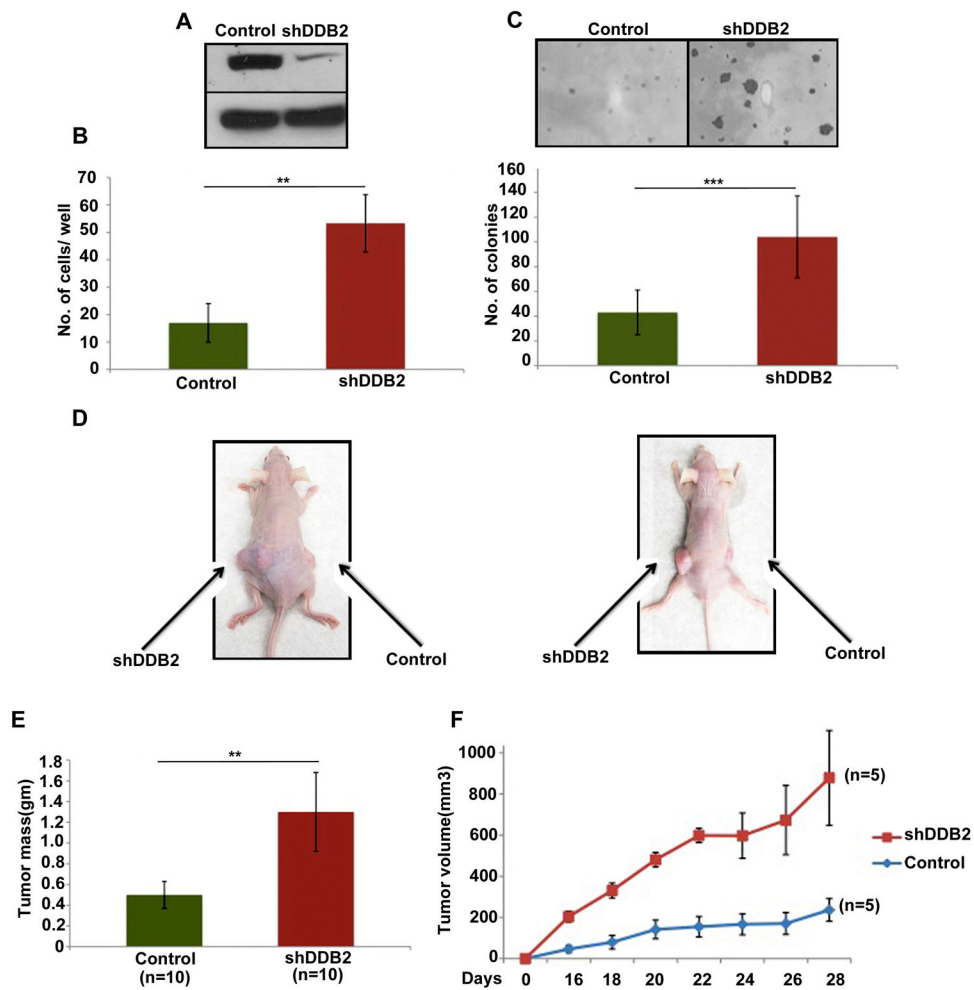 A
Control shDDB2
B
No. of cells/ well
70
60
50
40
30
20
10
0
**
Control
shDDB2
C
Control
shDDB2
No. of colonies
160
140
120
100
80
60
40
20
0
***
Control
shDDB2
D
shDDB2
Control
shDDB2
Control
E
Tumor mass(gm)
1.8
1.6
1.4
1.2
1.0
0.8
0.6
0.4
0.2
0
**
Control
(n=10)
shDDB2
(n=10)
F
Tumor volume(mm3)
1000
800
600
400
200
0
(n=5)
(n=5)
shDDB2
Control
Days 0 16 18 20 22 24 26 28